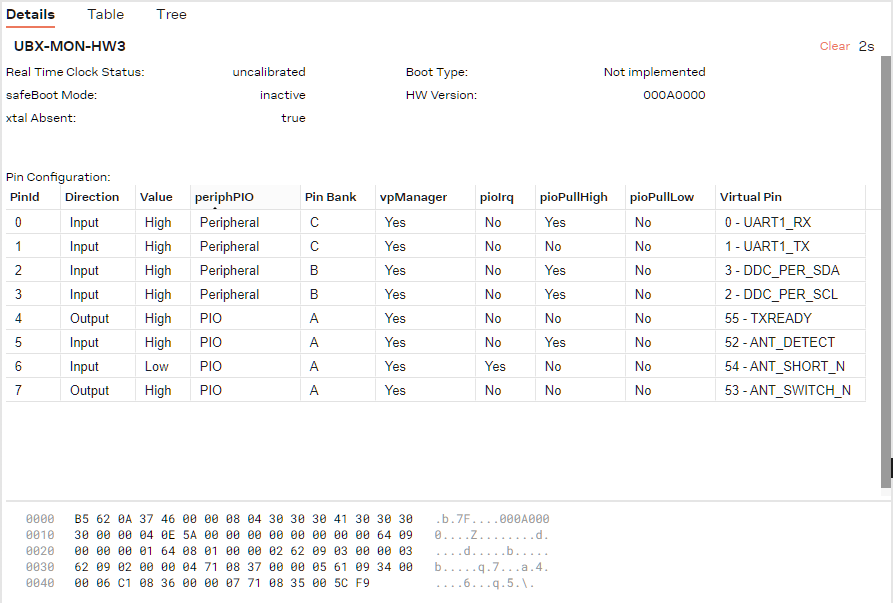 Details Table Tree
UBX-MON-HW3 Clear 2s
Real Time Clock Status: uncalibrated Boot Type: Not implemented
safeBoot Mode: inactive HW Version: 000A0000
xtal Absent: true
Pin Configuration:
PinId Direction Value periphPIO Pin Bank vpManager pioIrq pioPullHigh pioPullLow Virtual Pin
0 Input High Peripheral C Yes No Yes No 0 - UART1_RX
1 Input High Peripheral C Yes No No No 1 - UART1_TX
2 Input High Peripheral B Yes No Yes No 3 - DDC_PER_SDA
3 Input High Peripheral B Yes No Yes No 2 - DDC_PER_SCL
4 Output High PIO A Yes No No No 55 - TXREADY
5 Input High PIO A Yes No Yes No 52 - ANT_DETECT
6 Input Low PIO A Yes Yes No No 54 - ANT_SHORT_N
7 Output High PIO A Yes No No No 53 - ANT_SWITCH_N
0000 B5 62 0A 37 46 00 00 08 04 30 30 30 41 30 30 30 .b.7F....000A000
0010 30 00 00 04 0E 5A 00 00 00 00 00 00 00 00 64 09 0....Z........d.
0020 00 00 00 01 64 08 01 00 00 02 62 09 03 00 00 03 ....d.....b.....
0030 62 09 02 00 00 04 71 08 37 00 00 05 61 09 34 00 b.....q.7...a.4.
0040 00 06 C1 08 36 00 00 07 71 08 35 00 5C F9 ....6...q.5.\.